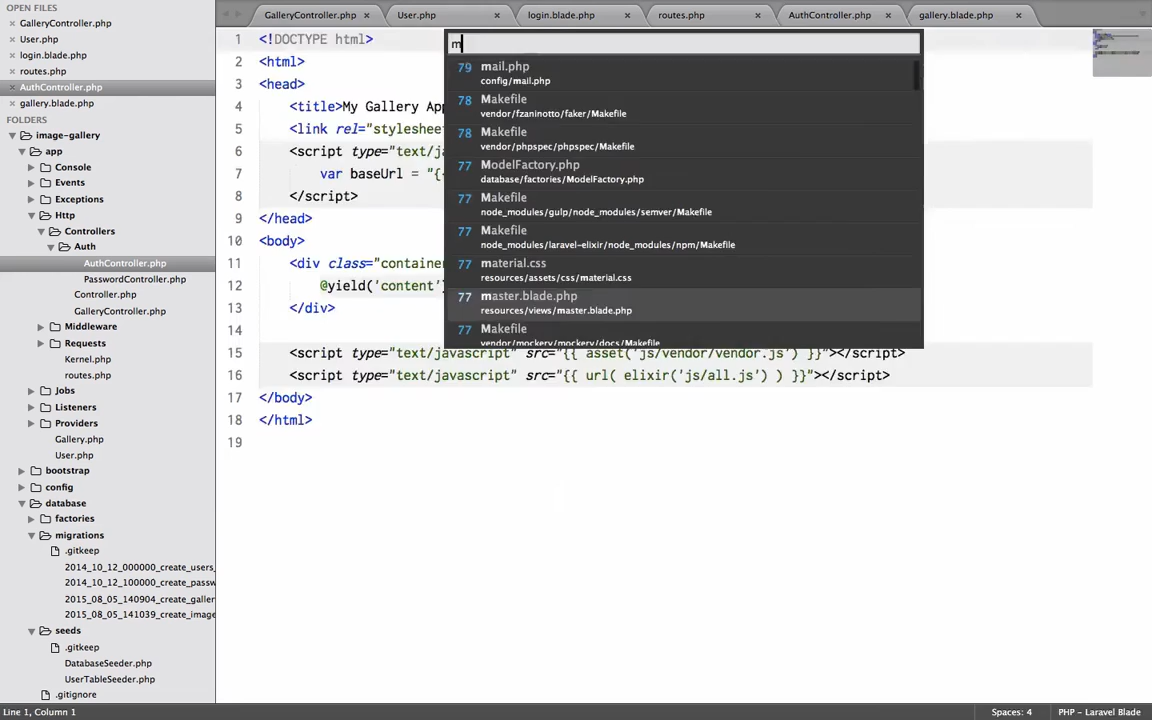 OPEN FILES
GalleryController.php
User.php
login.blade.php
routes.php
AuthController.php
gallery.blade.php
FOLDERS
image-gallery
app
Console
Events
Exceptions
Http
Controllers
Auth
AuthController.php
PasswordController.php
Controller.php
GalleryController.php
Middleware
Requests
Kernel.php
routes.php
Jobs
Listeners
Providers
Gallery.php
User.php
bootstrap
config
database
factories
migrations
.gitkeep
2014_10_12_000000_create_users_
2014_10_12_100000_create_passw
2015_08_05_140904_create_galler
2015_08_05_141039_create_image
seeds
.gitkeep
DatabaseSeeder.php
UserTableSeeder.php
.gitignore
GalleryController.php User.php login.blade.php routes.php AuthController.php gallery.blade.php
1 <!DOCTYPE html>
2 <html>
3 <head>
4 <title>My Gallery App
5 <link rel="stylesheet
6 <script type="text/ja
7 var baseUrl = "{
8 </script>
9 </head>
10 <body>
11 <div class="container
12 @yield('content')
13 </div>
14
15 <script type="text/javascript" src="{{ asset('js/vendor/vendor.js') }}"></script>
16 <script type="text/javascript" src="{{ url( elixir('js/all.js') ) }}"></script>
17 </body>
18 </html>
19
m
79 mail.php
config/mail.php
78 Makefile
vendor/fzaninotto/faker/Makefile
78 Makefile
vendor/phpspec/phpspec/Makefile
77 ModelFactory.php
database/factories/ModelFactory.php
77 Makefile
node_modules/gulp/node_modules/semver/Makefile
77 Makefile
node_modules/laravel-elixir/node_modules/npm/Makefile
77 material.css
resources/assets/css/material.css
77 master.blade.php
resources/views/master.blade.php
77 Makefile
vendor/mockery/mockery/docs/Makefile
Line 1, Column 1 Spaces: 4 PHP - Laravel Blade